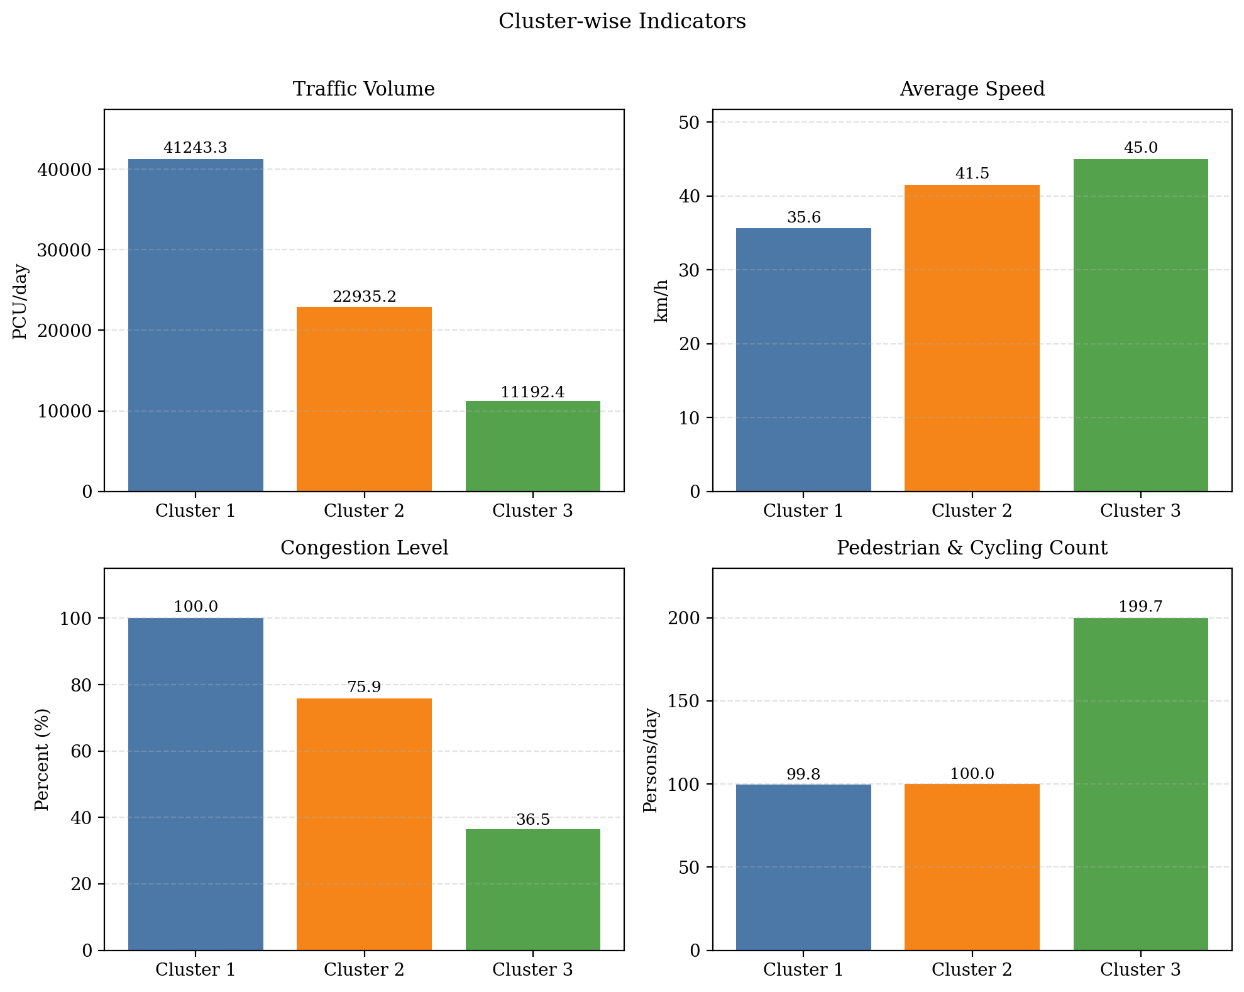 Cluster-wise Indicators
Traffic Volume
PCU/day
40000
30000
20000
10000
0
41243.3
22935.2
11192.4
Cluster 1
Cluster 2
Cluster 3
Average Speed
km/h
50
40
30
20
10
0
35.6
41.5
45.0
Cluster 1
Cluster 2
Cluster 3
Congestion Level
Percent (%)
100
80
60
40
20
0
100.0
75.9
36.5
Cluster 1
Cluster 2
Cluster 3
Pedestrian & Cycling Count
Persons/day
200
150
100
50
0
99.8
100.0
199.7
Cluster 1
Cluster 2
Cluster 3